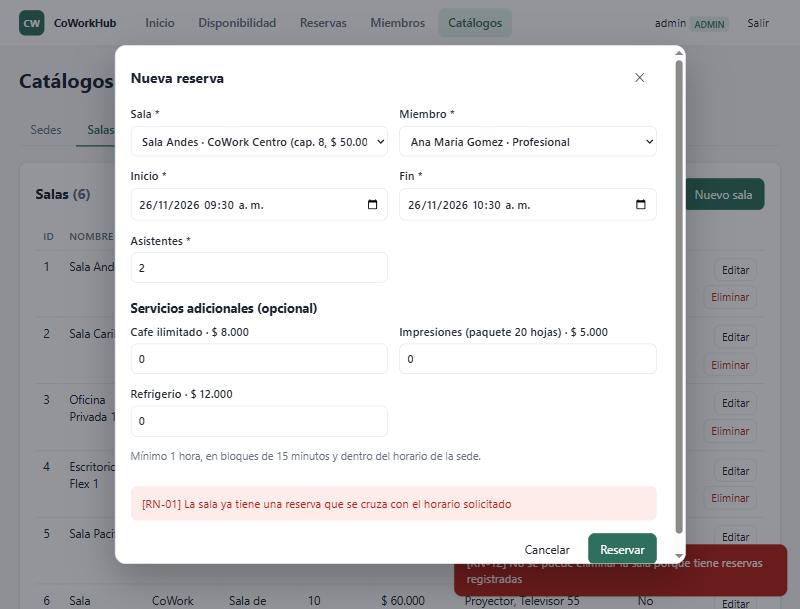 CW CoWorkHub Inicio Disponibilidad Reservas Miembros Catálogos admin ADMIN Salir
Catálogos
Sedes Salas
Salas (6) Nuevo sala
ID NOMBRE
1 Sala And Editar
Eliminar
2 Sala Cari Editar
Eliminar
3 Oficina Privada 1 Editar
Eliminar
4 Escritorio Flex 1 Editar
Eliminar
5 Sala Paci Editar
6 Sala CoWork Sala de 10 $ 60.000 Proyector, Televisor 55 No Editar
Nueva reserva
Sala * Miembro *
Sala Andes · CoWork Centro (cap. 8, $ 50.00 Ana Maria Gomez · Profesional
Inicio * Fin *
26/11/2026 09:30 a. m. 26/11/2026 10:30 a. m.
Asistentes *
2
Servicios adicionales (opcional)
Cafe ilimitado · $ 8.000 Impresiones (paquete 20 hojas) · $ 5.000
0 0
Refrigerio · $ 12.000
0
Mínimo 1 hora, en bloques de 15 minutos y dentro del horario de la sede.
[RN-01] La sala ya tiene una reserva que se cruza con el horario solicitado
Cancelar Reservar
[RN-12] No se puede eliminar la sala porque tiene reservas
registradas